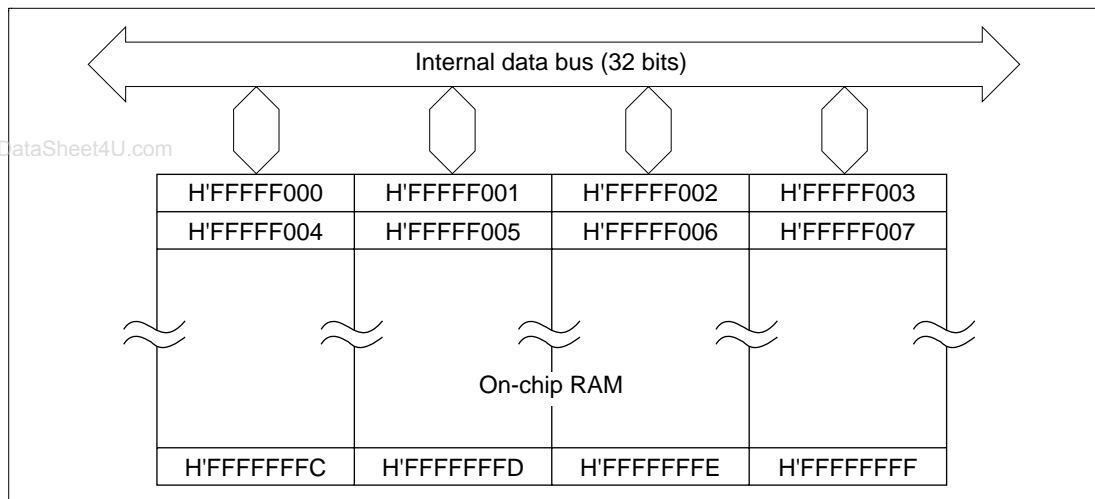 Internal data bus (32 bits)
DataSheet4U.com
H'FFFFF000 H'FFFFF001 H'FFFFF002 H'FFFFF003
H'FFFFF004 H'FFFFF005 H'FFFFF006 H'FFFFF007
On-chip RAM
H'FFFFFFFC H'FFFFFFFD H'FFFFFFFE H'FFFFFFFF